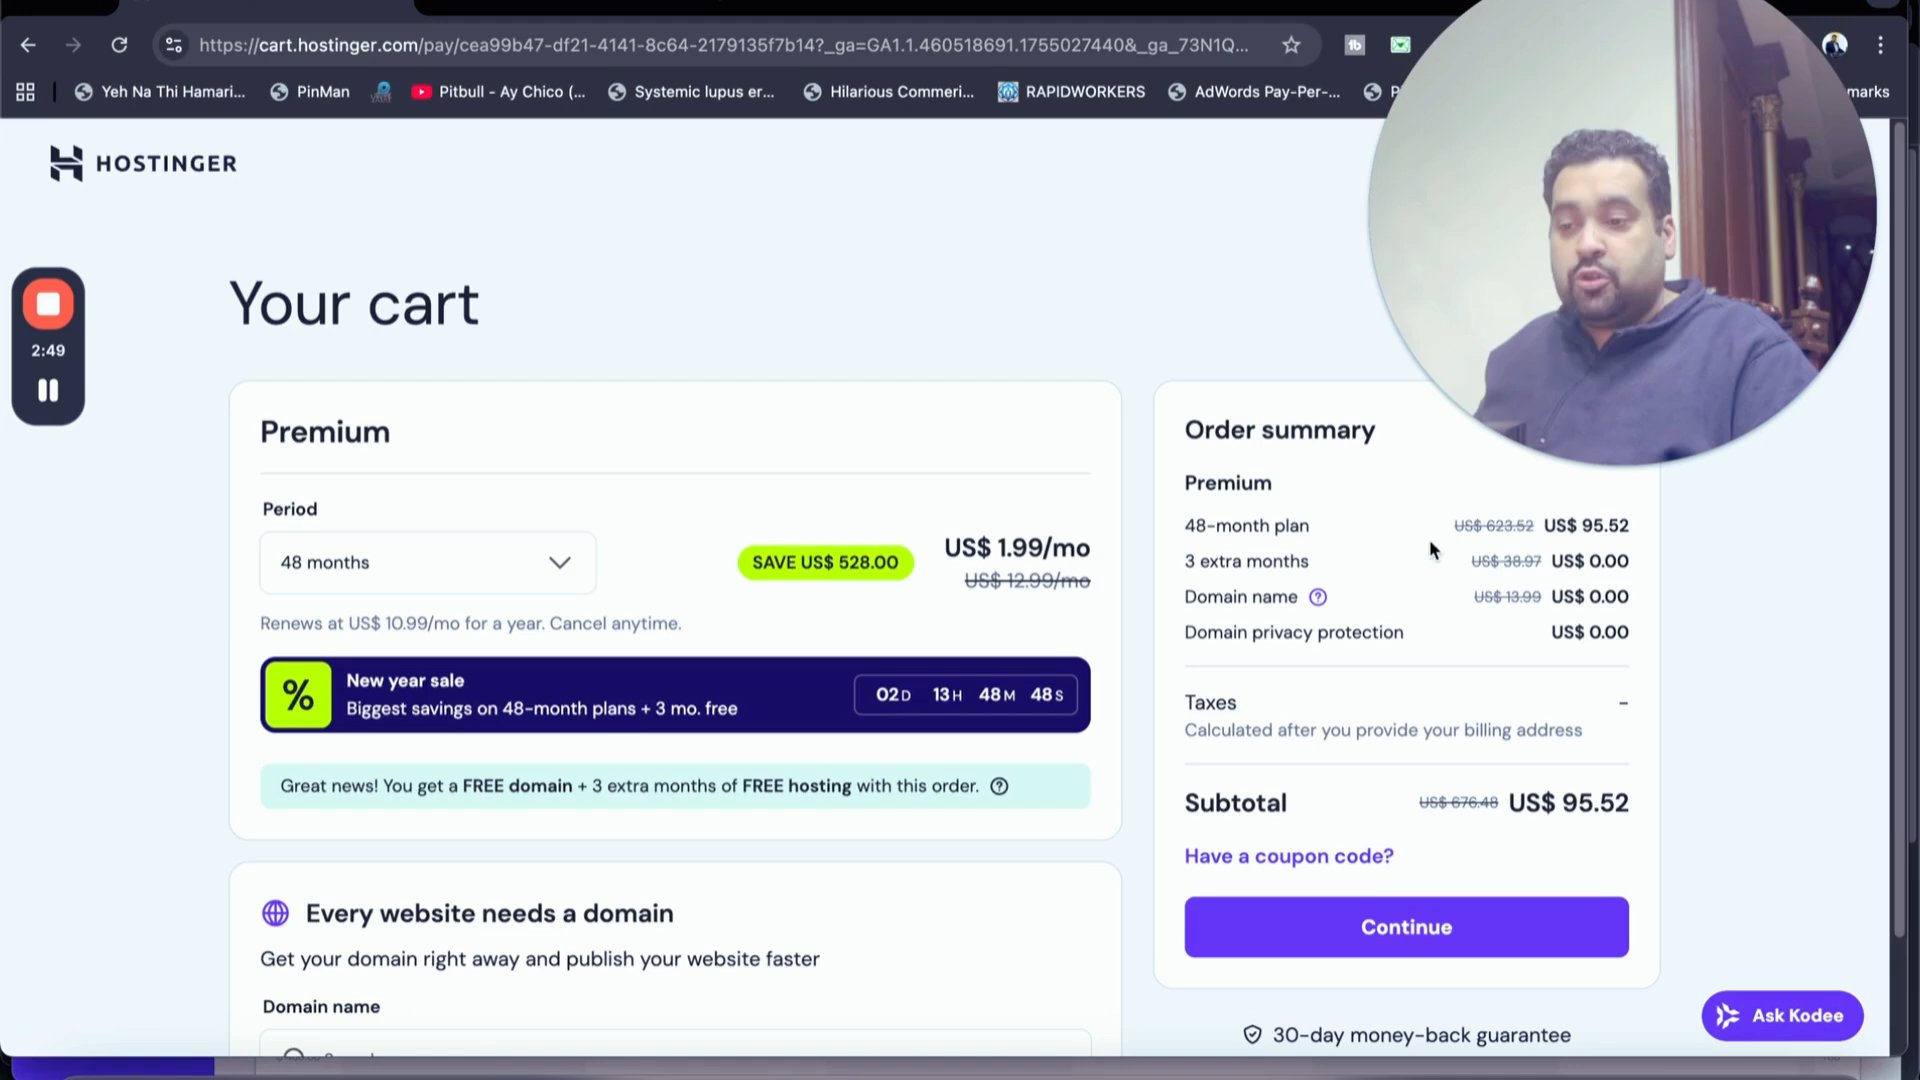 https://cart.hostinger.com/pay/cea99b47-df21-4141-8c64-2179135f7b14?_ga=GA1.1.460518691.1755027440&_ga_73N1Q...
Yeh Na Thi Hamari...
PinMan
Pitbull - Ay Chico (...
Systemic lupus er...
Hilarious Commeri...
RAPIDWORKERS
AdWords Pay-Per-...
marks
HOSTINGER
2:49
Your cart
Premium
Period
48 months
SAVE US$ 528.00
US$ 1.99/mo
US$ 12.99/mo
Renews at US$ 10.99/mo for a year. Cancel anytime.
%
New year sale
Biggest savings on 48-month plans + 3 mo. free
02D 13H 48M 48S
Great news! You get a FREE domain + 3 extra months of FREE hosting with this order.
Every website needs a domain
Get your domain right away and publish your website faster
Domain name
Order summary
Premium
48-month plan US$ 623.52 US$ 95.52
3 extra months US$ 38.97 US$ 0.00
Domain name US$ 13.99 US$ 0.00
Domain privacy protection US$ 0.00
Taxes -
Calculated after you provide your billing address
Subtotal US$ 676.48 US$ 95.52
Have a coupon code?
Continue
30-day money-back guarantee
Ask Kodee